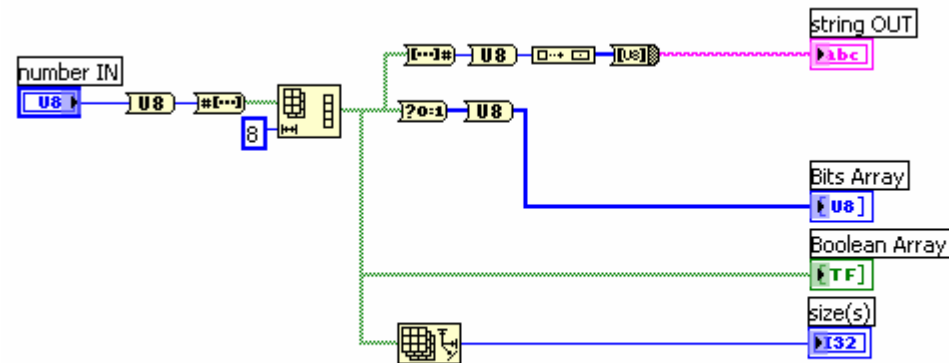 string OUT
abc
number IN
U8
U8
#[...]
8
[...]#
U8
[U8]
?0:1
U8
Bits Array
[U8]
Boolean Array
[TF]
size(s)
I32